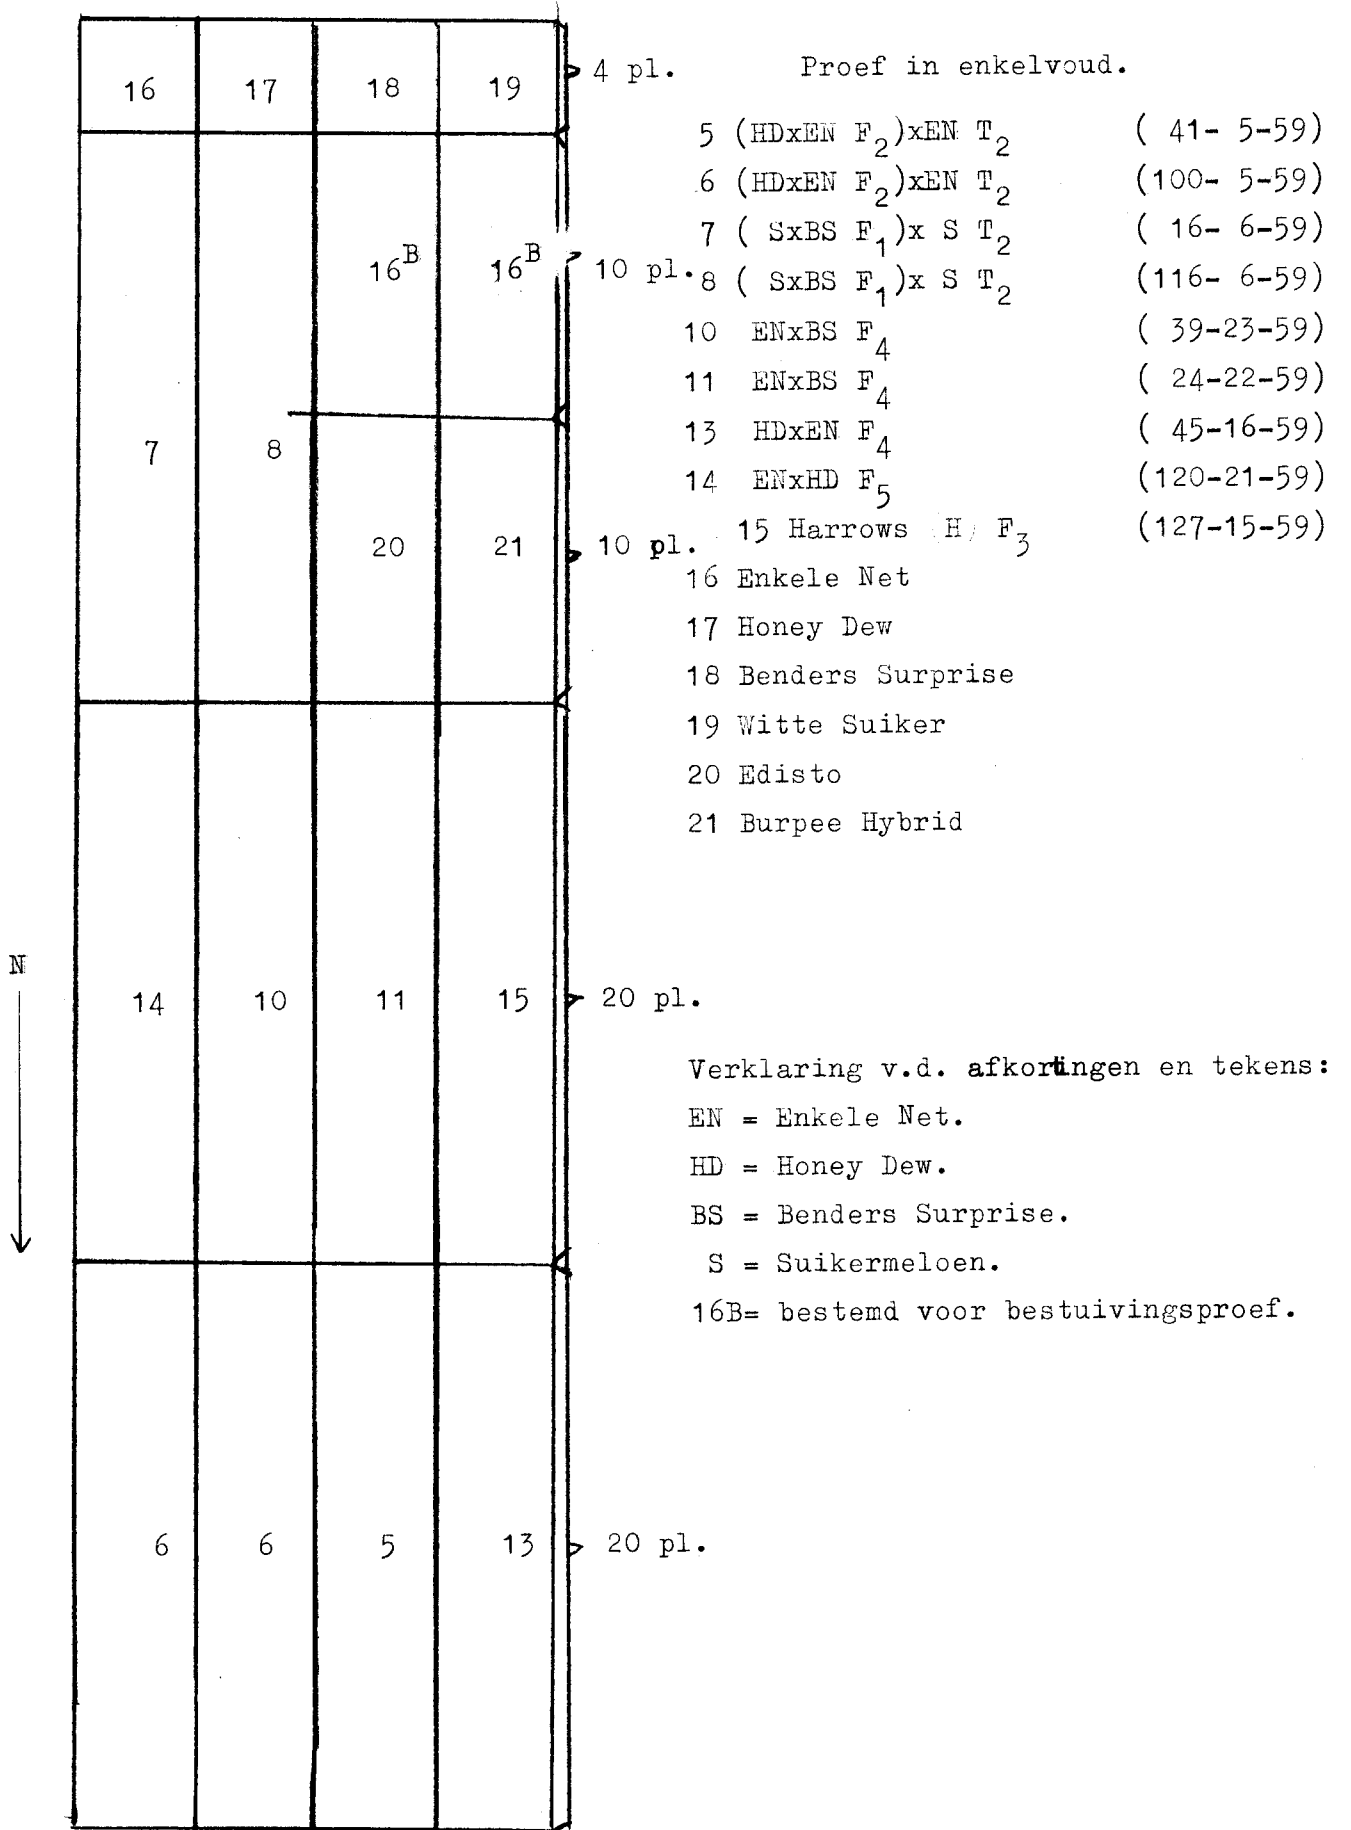 16 17 18 19 4 pl.
16B 16B 10 pl.
7 8
20 21 10 pl.
N
14 10 11 15 20 pl.
6 6 5 13 20 pl.
Proef in enkelvoud.
5 (HDxEN F2)xEN T2 ( 41- 5-59)
6 (HDxEN F2)xEN T2 (100- 5-59)
7 ( SxBS F1)x S T2 ( 16- 6-59)
8 ( SxBS F1)x S T2 (116- 6-59)
10 ENxBS F4 ( 39-23-59)
11 ENxBS F4 ( 24-22-59)
13 HDxEN F4 ( 45-16-59)
14 ENxHD F5 (120-21-59)
15 Harrows H F3 (127-15-59)
16 Enkele Net
17 Honey Dew
18 Benders Surprise
19 Witte Suiker
20 Edisto
21 Burpee Hybrid
Verklaring v.d. afkortingen en tekens:
EN = Enkele Net.
HD = Honey Dew.
BS = Benders Surprise.
S = Suikermeloen.
16B= bestemd voor bestuivingsproef.